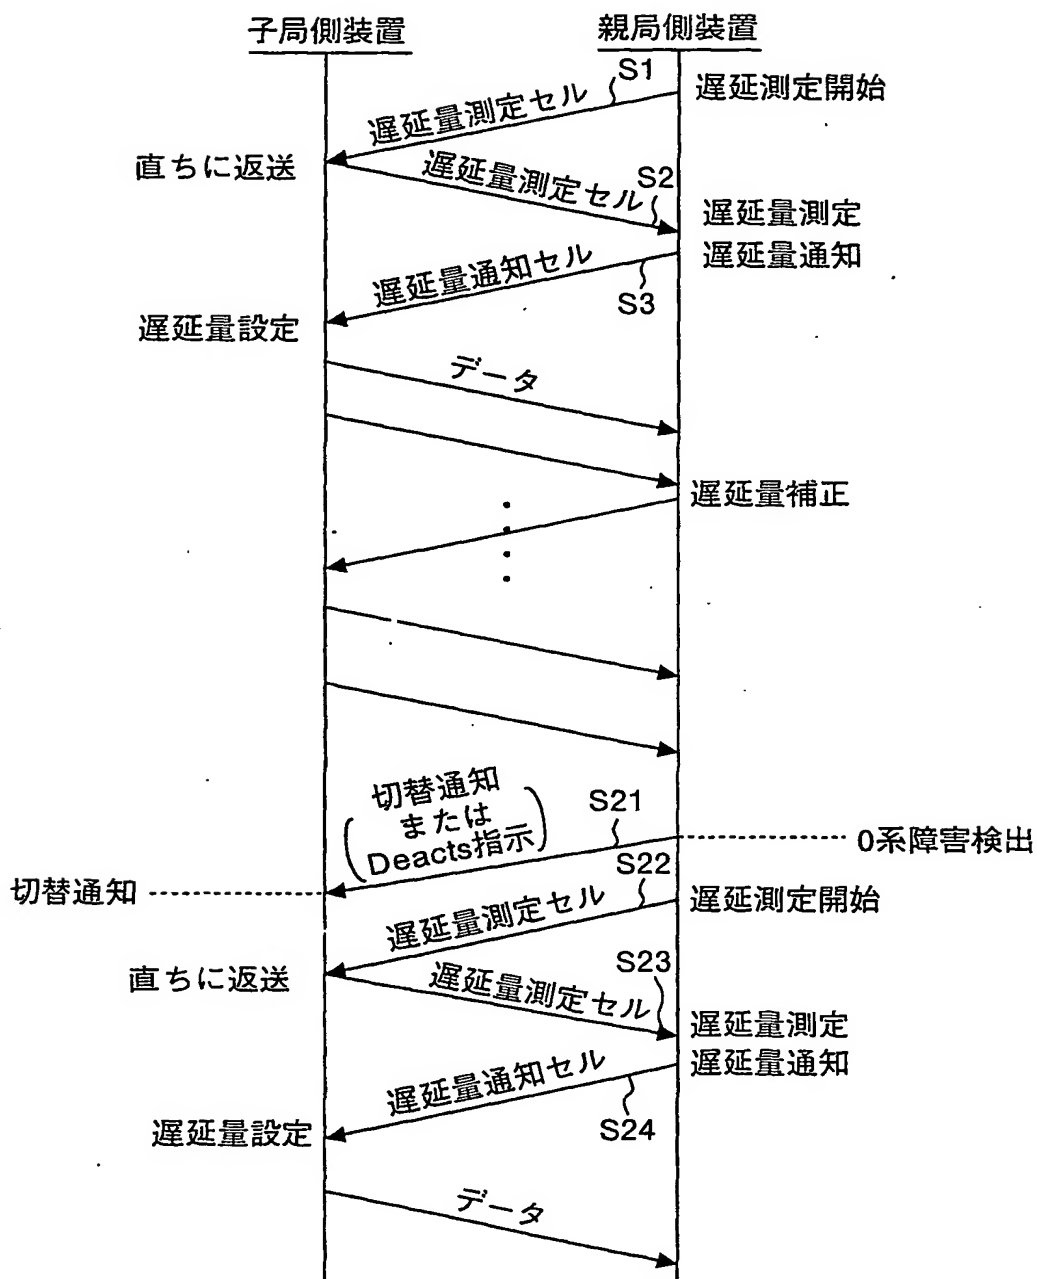 子局側装置
親局側装置
S1
遅延測定開始
遅延量測定セル
直ちに返送
遅延量測定セル
S2
遅延量測定
遅延量通知セル
遅延量通知
S3
遅延量設定
データ
遅延量補正
切替通知
または
Deacts指示
S21
0系障害検出
切替通知
S22
遅延測定開始
遅延量測定セル
直ちに返送
遅延量測定セル
S23
遅延量測定
遅延量通知セル
遅延量通知
S24
遅延量設定
データ